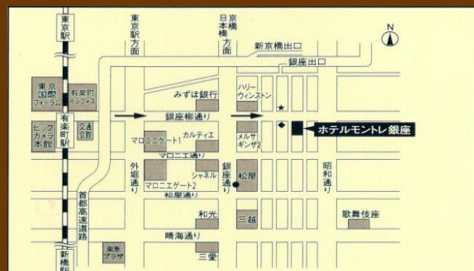 東京駅
東京駅方面
京橋
日本橋方面
N
新京橋出口
銀座出口
東京
国際
フォーラム
有楽町
インフォス
みずほ銀行
ハリー
ウィンストン
銀座柳通り
ビック
カメラ
本館
有楽町駅
交通
会館
マロニエゲート1
カルティエ
メルサ
ギンザ2
ホテルモントレ銀座
マロニエ通り
マロニエゲート2
シャネル
松屋
松屋通り
首都高速道路
外堀通り
銀座通り
昭和通り
和光
三越
歌舞伎座
晴海通り
東急
プラザ
三愛
新橋駅